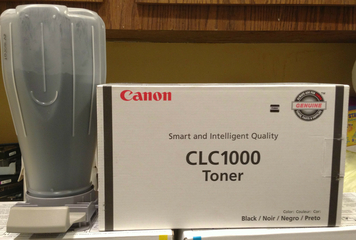 Canon
GENUINE
Smart and Intelligent Quality
CLC1000
Toner
Black / Noir / Negro / Preto